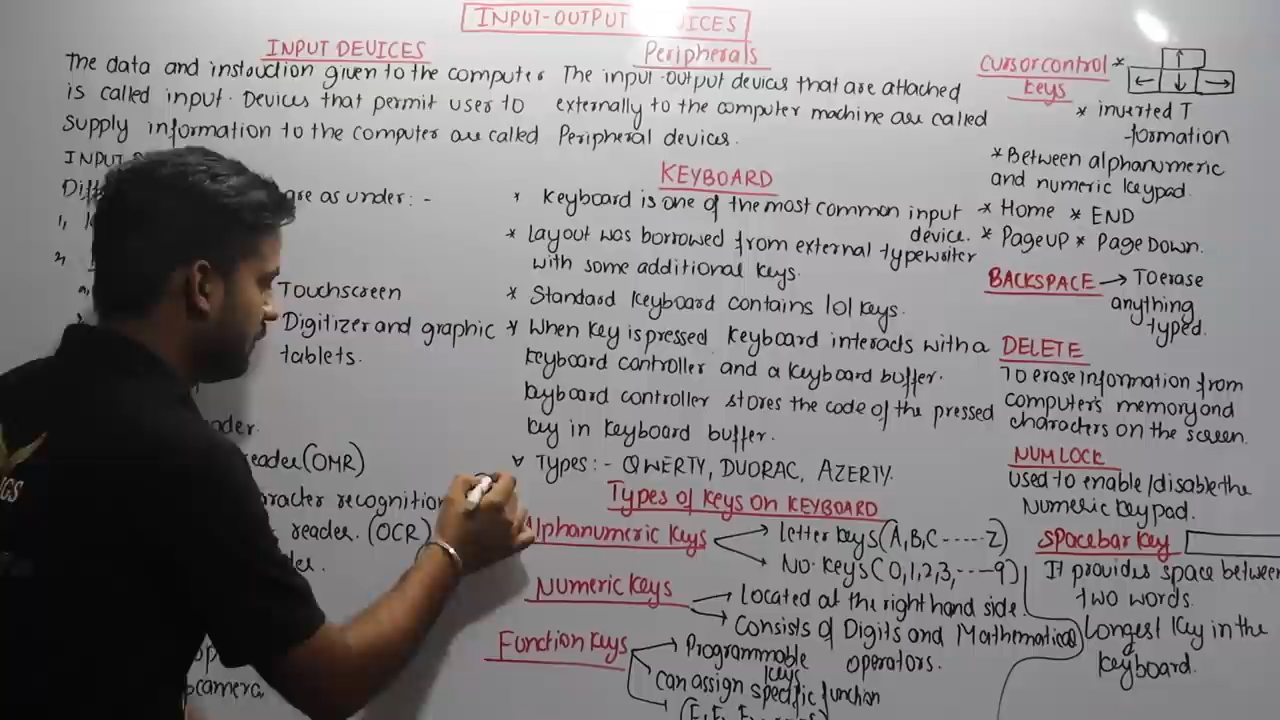 INPUT-OUTPUT
INPUT DEVICES
The data and instouction given to the computer
is called input. Devices that permit user to
supply information to the computer are called
INPUT
are as under:-
Touchscreen
Digitizer and graphic
tablets.
reader (OMR)
recognition
reader. (OCR)
camera,
Peripherals
The input-output devices that are attached
externally to the computer machine are called
Peripheral devices.
KEYBOARD
* Keyboard is one of the most common input
device.
* Layout was borrowed from external typewriter
with some additional keys.
* Standard Keyboard contains 101 keys.
* When key is pressed keyboard interacts with a
keyboard controller and a keyboard buffer.
keyboard controller stores the code of the pressed
key in keyboard buffer.
* Types:- QWERTY, DVORAC, AZERTY.
Types of keys on KEYBOARD
Alphanumeric keys → letter keys (A,B,C-----Z)
→ No. keys (0,1,2,3,---9)
Numeric keys → Located at the right hand side.
→ Consists of Digits and Mathematical
operators.
Function keys → Programmable
keys
can assign specific function
Cursor control *
keys
↑
← ↓ →
* inverted T
formation
* Between alphanumeric
and numeric keypad.
* Home * END
* Page UP * Page Down.
BACKSPACE → To erase
anything
typed.
DELETE
To erase information from
computer's memory and
characters on the screen.
NUM LOCK
Used to enable/disable the
Numeric keypad.
spacebar key
It provides space between
two words.
Longest key in the
keyboard.
GS